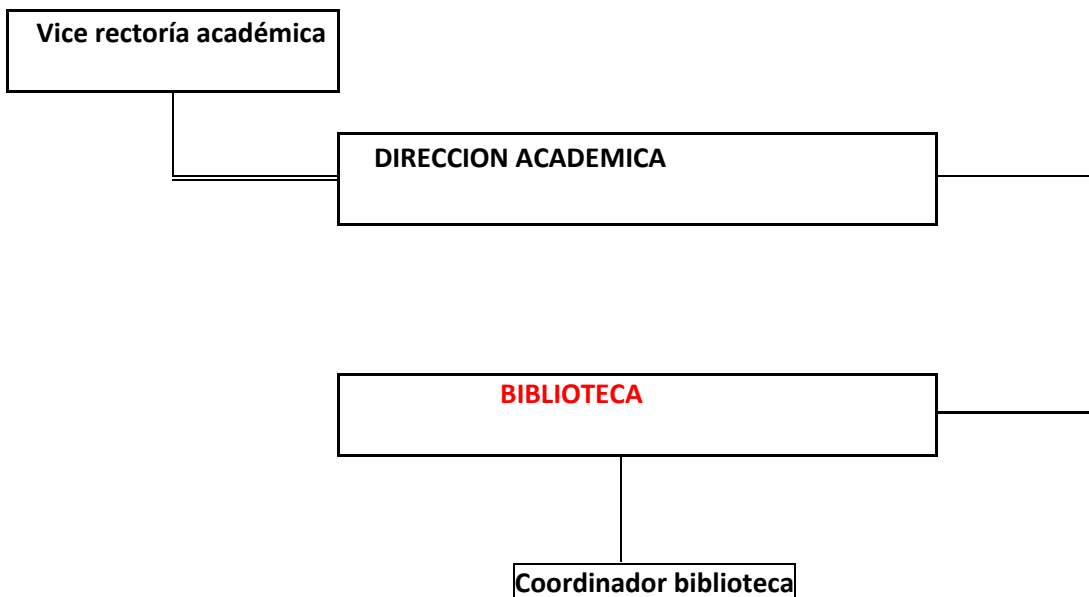 Vice rectoría académica
DIRECCION ACADEMICA
BIBLIOTECA
Coordinador biblioteca